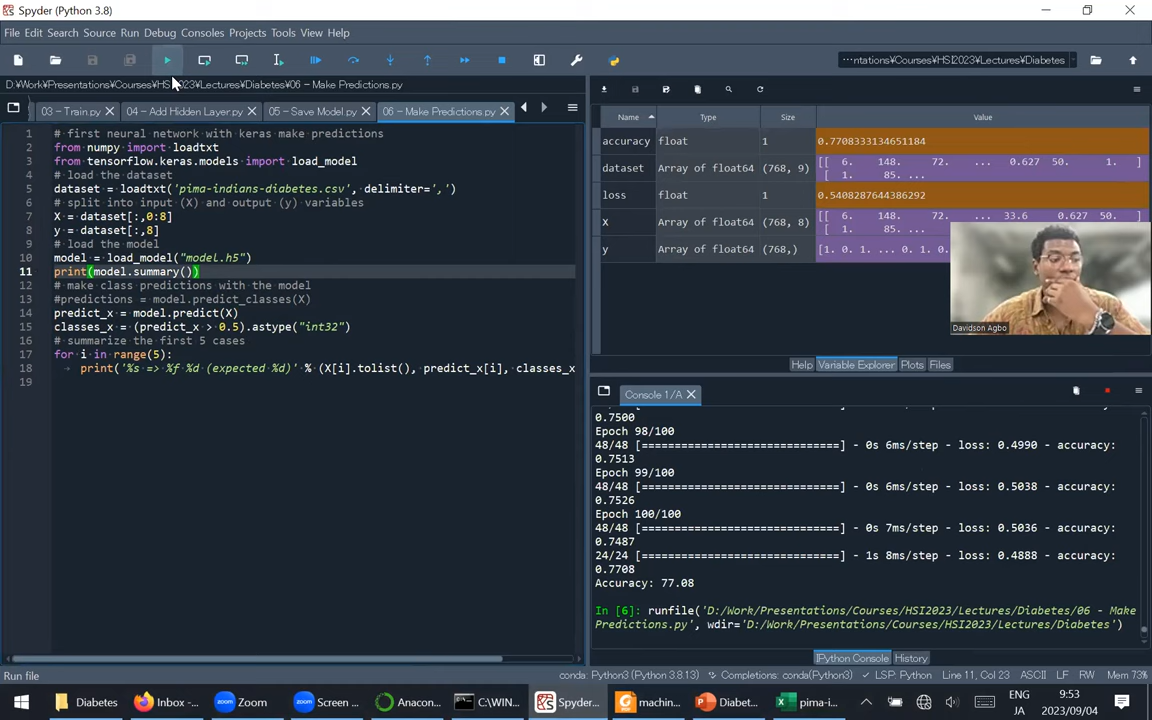 Spyder (Python 3.8)
File Edit Search Source Run Debug Consoles Projects Tools View Help
D:¥Work¥Presentations¥Courses¥HSI2023¥Lectures¥Diabetes¥06 – Make Predictions.py
···ntations¥Courses¥HSI2023¥Lectures¥Diabetes
03 – Train.py
04 – Add Hidden Layer.py
05 – Save Model.py
06 – Make Predictions.py
1 # first neural network with keras make predictions
2 from numpy import loadtxt
3 from tensorflow.keras.models import load_model
4 # load the dataset
5 dataset = loadtxt('pima-indians-diabetes.csv', delimiter=',')
6 # split into input (X) and output (y) variables
7 X = dataset[:,0:8]
8 y = dataset[:,8]
9 # load the model
10 model = load_model("model.h5")
11 print(model.summary())
12 # make class predictions with the model
13 #predictions = model.predict_classes(X)
14 predict_x = model.predict(X)
15 classes_x = (predict_x > 0.5).astype("int32")
16 # summarize the first 5 cases
17 for i in range(5):
18 print('%s => %f %d (expected %d)' % (X[i].tolist(), predict_x[i], classes_x
19
Name Type Size Value
accuracy float 1 0.7708333134651184
dataset Array of float64 (768, 9) [[ 6. 148. 72. ... 0.627 50. 1. ]
[ 1. 85. ...
loss float 1 0.5408287644386292
X Array of float64 (768, 8) [[ 6. 148. 72. ... 33.6 0.627 50. ]
[ 1. 85. ...
y Array of float64 (768,) [1. 0. 1. ... 0. 1. 0.
Davidson Agbo
Help Variable Explorer Plots Files
Console 1/A
0.7500
Epoch 98/100
48/48 [==============================] - 0s 6ms/step - loss: 0.4990 - accuracy:
0.7513
Epoch 99/100
48/48 [==============================] - 0s 6ms/step - loss: 0.5038 - accuracy:
0.7526
Epoch 100/100
48/48 [==============================] - 0s 7ms/step - loss: 0.5036 - accuracy:
0.7487
24/24 [==============================] - 1s 8ms/step - loss: 0.4888 - accuracy:
0.7708
Accuracy: 77.08
In [6]: runfile('D:/Work/Presentations/Courses/HSI2023/Lectures/Diabetes/06 - Make
Predictions.py', wdir='D:/Work/Presentations/Courses/HSI2023/Lectures/Diabetes')
IPython Console History
Run file
conda: Python3 (Python 3.8.13) Completions: conda(Python3) LSP: Python Line 11, Col 23 ASCII LF RW Mem 73%
Diabetes Inbox -... Zoom Screen ... Anacon... C:¥WIN... Spyder... machin... Diabet... pima-i...
ENG
JA
9:53
2023/09/04